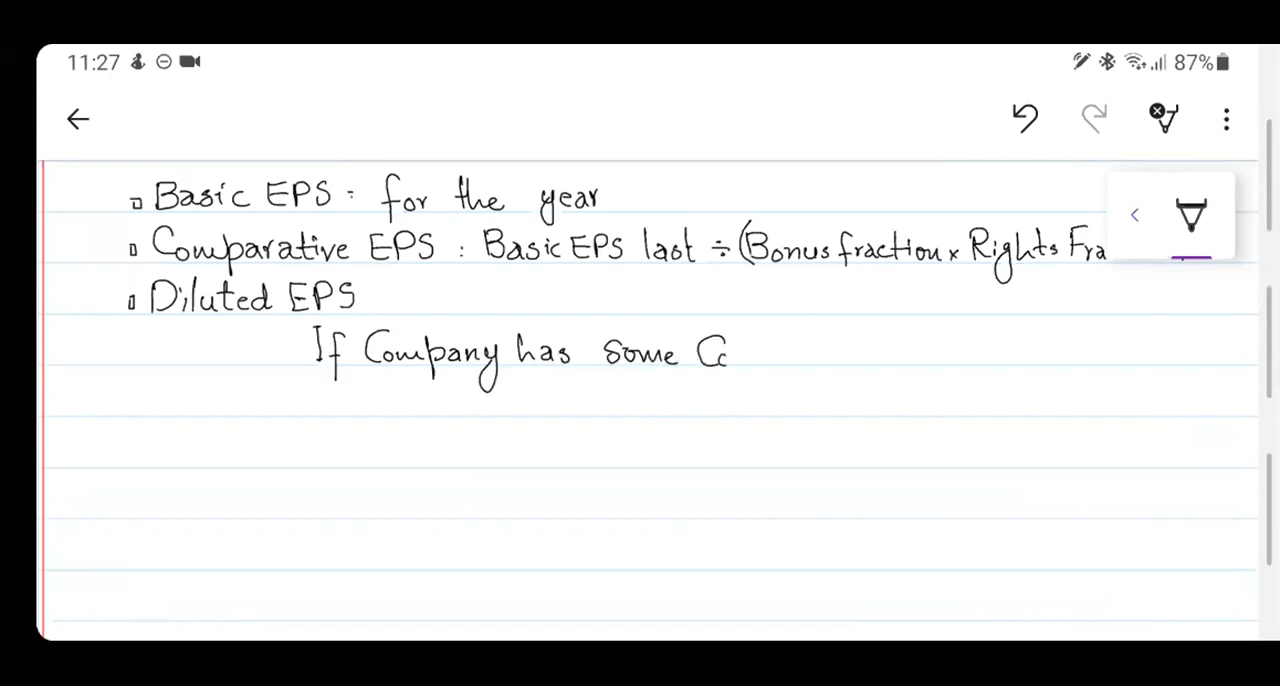 11:27 87%
▫ Basic EPS : for the year
▫ Comparative EPS : Basic EPS last ÷ (Bonus fraction x Rights Fra
▫ Diluted EPS
If Company has some Co